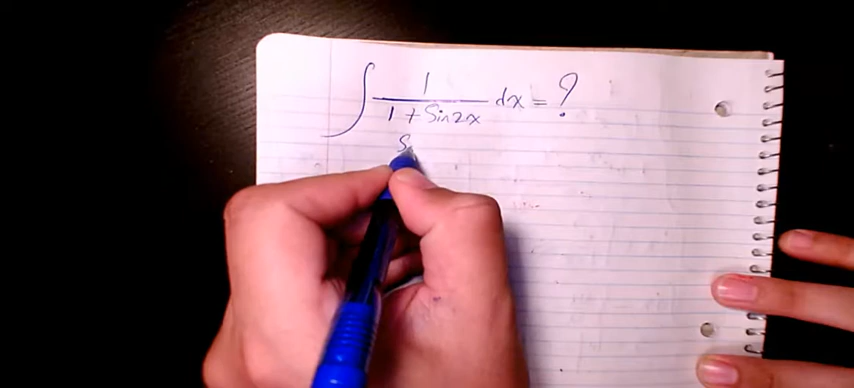 ∫ 1/(1 + Sin2x) dx = ?
S